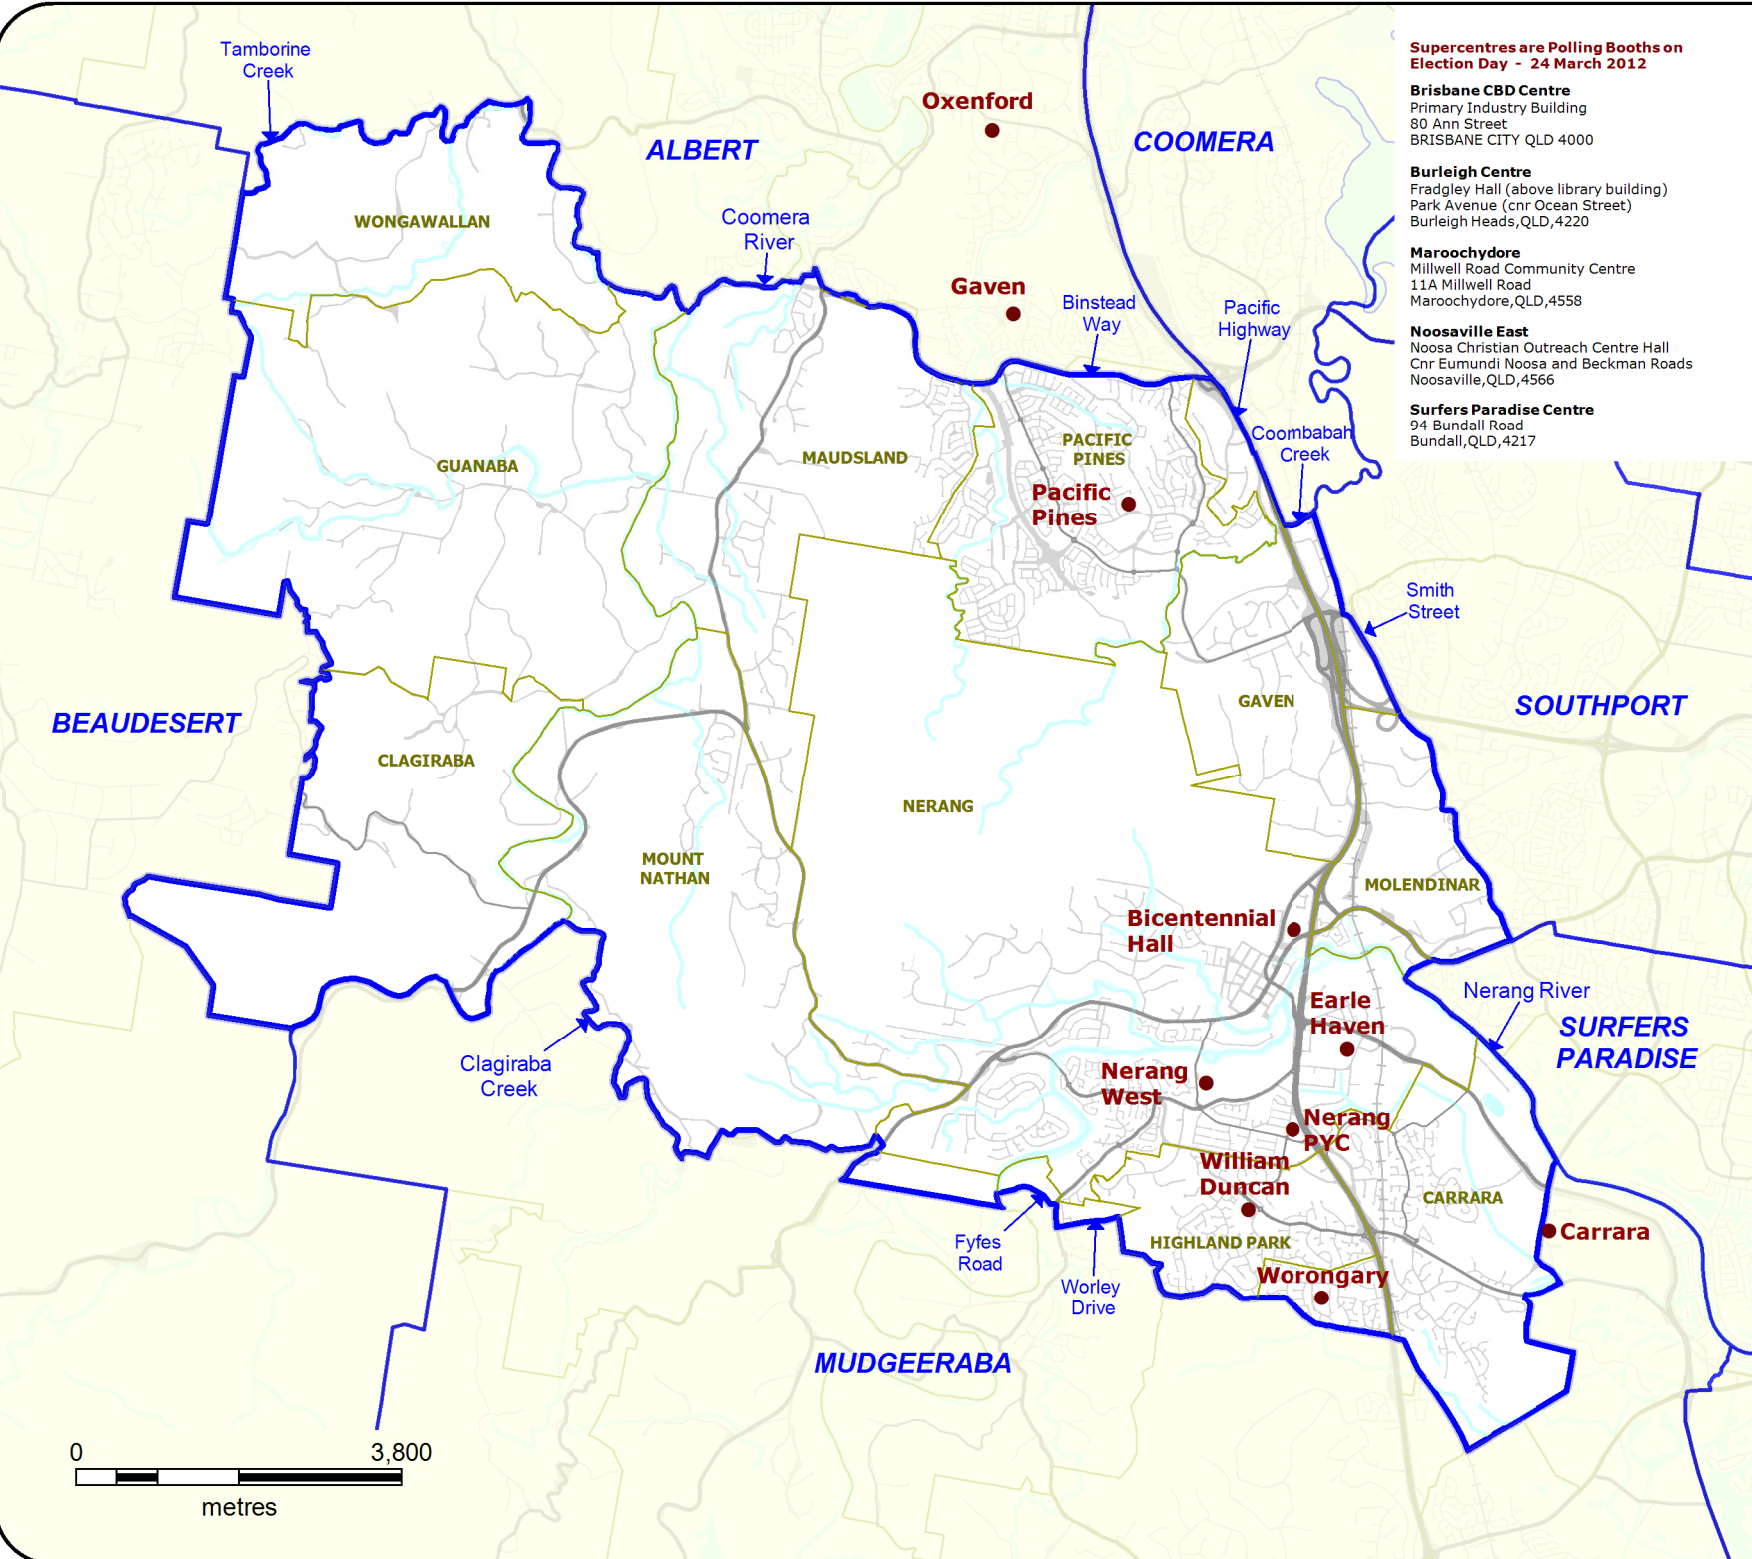 Tamborine
Creek
Oxenford
ALBERT
COOMERA
Supercentres are Polling Booths on
Election Day - 24 March 2012
Brisbane CBD Centre
Primary Industry Building
80 Ann Street
BRISBANE CITY QLD 4000
Burleigh Centre
Fradgley Hall (above library building)
Park Avenue (cnr Ocean Street)
Burleigh Heads,QLD,4220
Maroochydore
Millwell Road Community Centre
11A Millwell Road
Maroochydore,QLD,4558
Noosaville East
Noosa Christian Outreach Centre Hall
Cnr Eumundi Noosa and Beckman Roads
Noosaville,QLD,4566
Surfers Paradise Centre
94 Bundall Road
Bundall,QLD,4217
WONGAWALLAN
Coomera
River
Gaven
Binstead
Way
Pacific
Highway
Coombabah
Creek
PACIFIC
PINES
MAUDSLAND
GUANABA
Pacific
Pines
Smith
Street
BEAUDESERT
GAVEN
SOUTHPORT
CLAGIRABA
NERANG
MOUNT
NATHAN
MOLENDINAR
Bicentennial
Hall
Earle
Haven
Nerang River
SURFERS
PARADISE
Clagiraba
Creek
Nerang
West
Nerang
PYC
William
Duncan
CARRARA
Carrara
Fyfes
Road
HIGHLAND PARK
Worongary
Worley
Drive
MUDGEERABA
0 3,800
metres